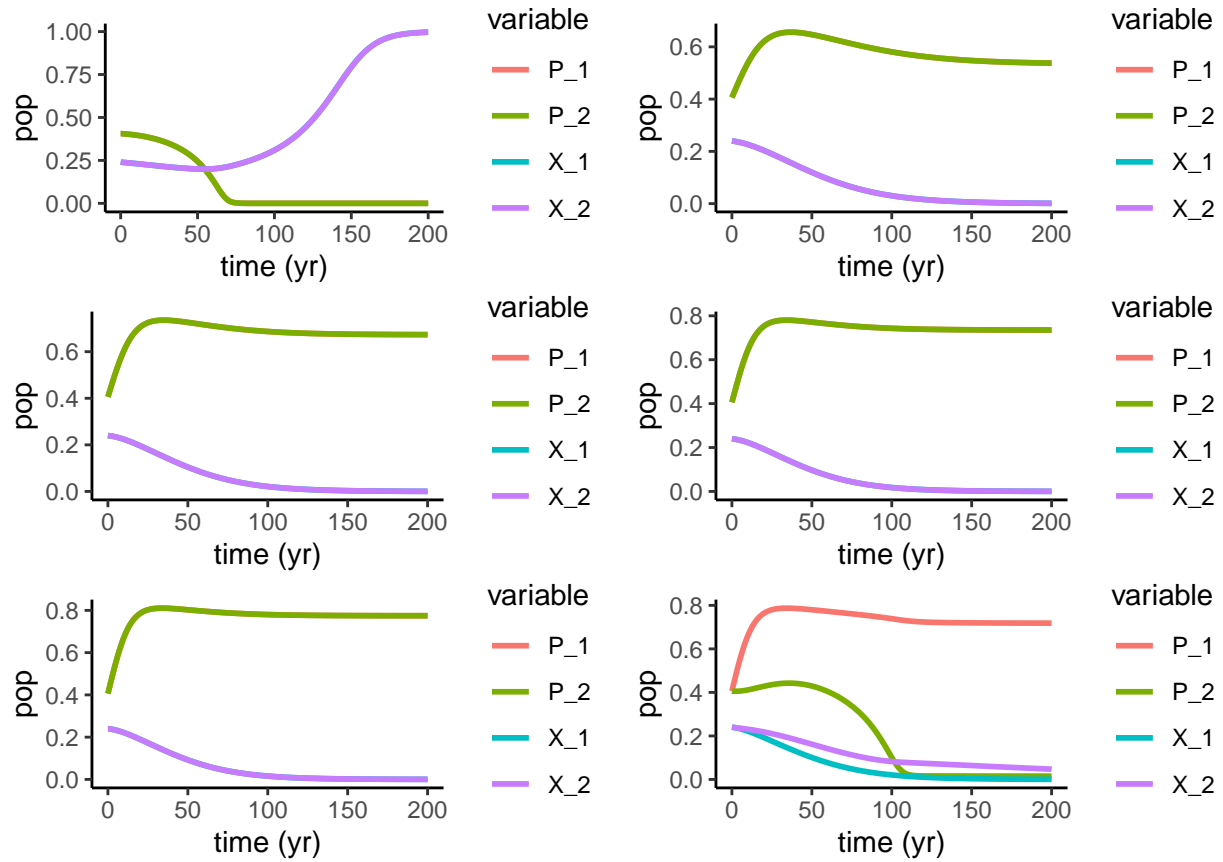 variable
1.00
0.75
0.50
0.25
0.00
pop
P_1
P_2
X_1
X_2
0 50 100 150 200
time (yr)
variable
0.6
0.4
0.2
0.0
pop
P_1
P_2
X_1
X_2
0 50 100 150 200
time (yr)
variable
0.6
0.4
0.2
0.0
pop
P_1
P_2
X_1
X_2
0 50 100 150 200
time (yr)
variable
0.8
0.6
0.4
0.2
0.0
pop
P_1
P_2
X_1
X_2
0 50 100 150 200
time (yr)
variable
0.8
0.6
0.4
0.2
0.0
pop
P_1
P_2
X_1
X_2
0 50 100 150 200
time (yr)
variable
0.8
0.6
0.4
0.2
0.0
pop
P_1
P_2
X_1
X_2
0 50 100 150 200
time (yr)